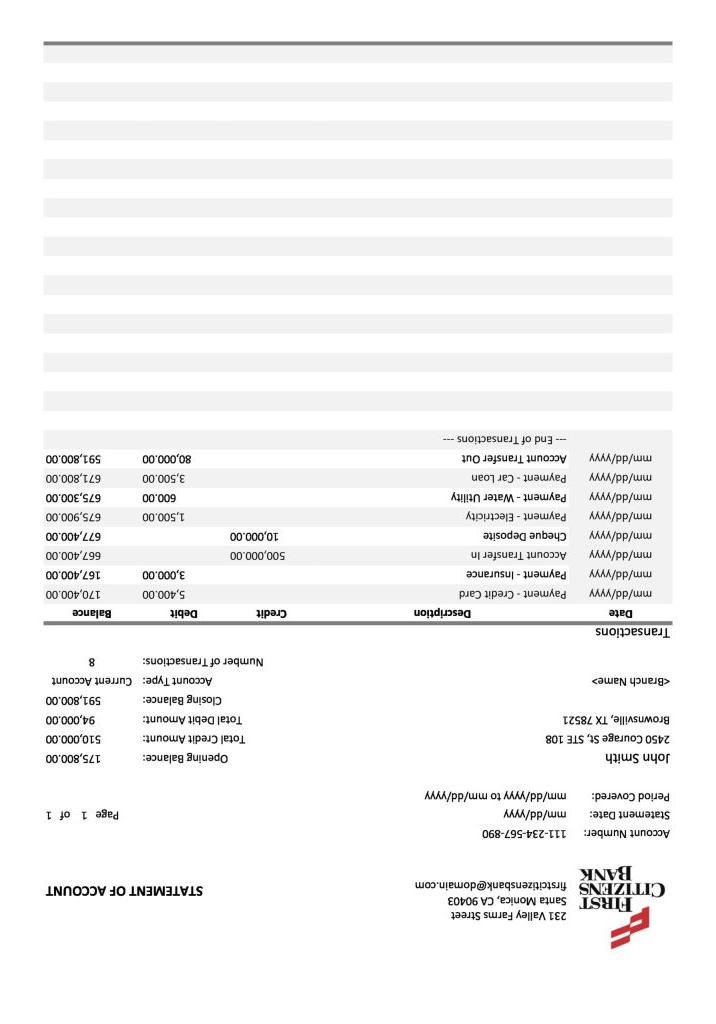 FIRST
CITIZENS
BANK
231 Valley Farms Street
Santa Monica, CA 90403
firstcitizensbank@domain.com
STATEMENT OF ACCOUNT
Account Number: 111-234-567-890
Statement Date: mm/dd/yyyy Page 1 of 1
Period Covered: mm/dd/yyyy to mm/dd/yyyy
John Smith Opening Balance: 175,800.00
2450 Courage St, STE 108 Total Credit Amount: 510,000.00
Brownsville, TX 78521 Total Debit Amount: 94,000.00
Closing Balance: 591,800.00
<Branch Name> Account Type: Current Account
Number of Transactions: 8
Transactions
Date Description Credit Debit Balance
mm/dd/yyyy Payment - Credit Card 5,400.00 170,400.00
mm/dd/yyyy Payment - Insurance 3,000.00 167,400.00
mm/dd/yyyy Account Transfer In 500,000.00 667,400.00
mm/dd/yyyy Cheque Deposite 10,000.00 677,400.00
mm/dd/yyyy Payment - Electricity 1,500.00 675,900.00
mm/dd/yyyy Payment - Water Utility 600.00 675,300.00
mm/dd/yyyy Payment - Car Loan 3,500.00 671,800.00
mm/dd/yyyy Account Transfer Out 80,000.00 591,800.00
--- End of Transactions ---